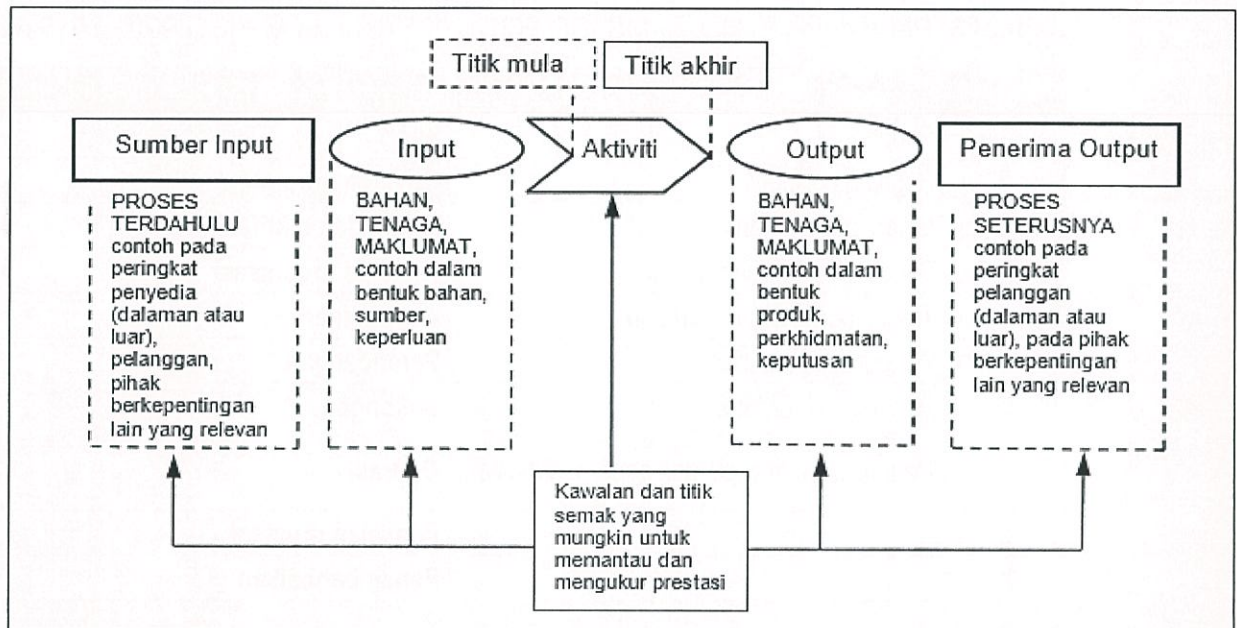 Titik mula
Titik akhir
Sumber Input
Input
Aktiviti
Output
Penerima Output
PROSES
TERDAHULU
contoh pada
peringkat
penyedia
(dalaman atau
luar),
pelanggan,
pihak
berkepentingan
lain yang relevan
BAHAN,
TENAGA,
MAKLUMAT,
contoh dalam
bentuk bahan,
sumber,
keperluan
BAHAN,
TENAGA,
MAKLUMAT,
contoh dalam
bentuk
produk,
perkhidmatan,
keputusan
PROSES
SETERUSNYA
contoh pada
peringkat
pelanggan
(dalaman atau
luar), pada pihak
berkepentingan
lain yang relevan
Kawalan dan titik
semak yang
mungkin untuk
memantau dan
mengukur prestasi